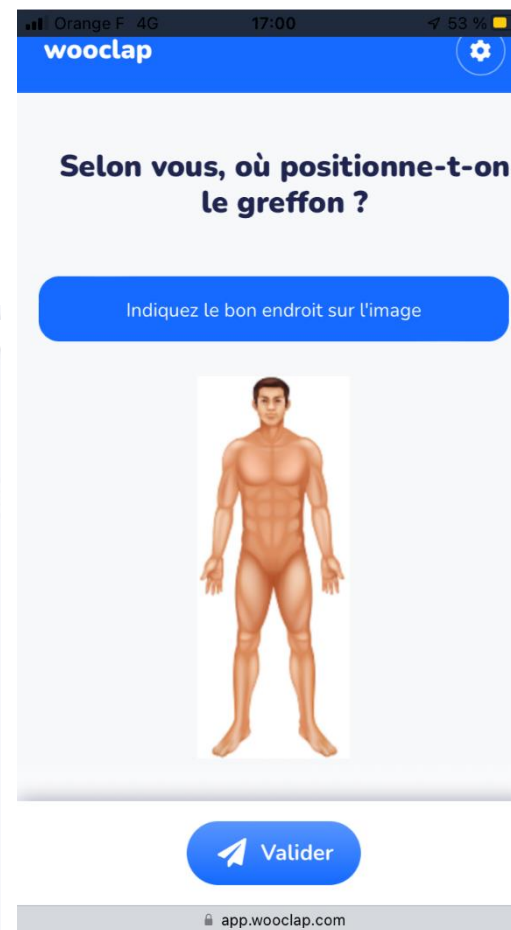 Orange F 4G 17:00 53 %
wooclap
Selon vous, où positionne-t-on
le greffon ?
Indiquez le bon endroit sur l'image
Valider
app.wooclap.com